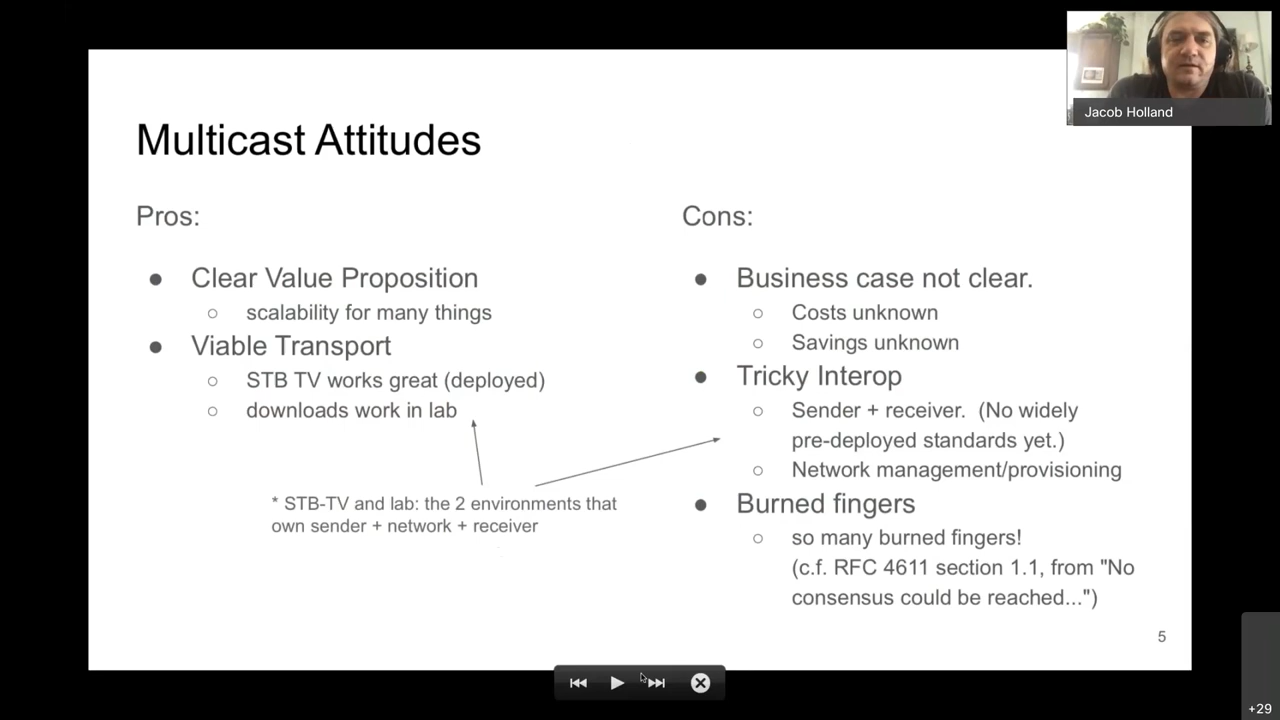 Jacob Holland
Multicast Attitudes
Pros:
● Clear Value Proposition
○ scalability for many things
● Viable Transport
○ STB TV works great (deployed)
○ downloads work in lab
* STB-TV and lab: the 2 environments that
own sender + network + receiver
Cons:
● Business case not clear.
○ Costs unknown
○ Savings unknown
● Tricky Interop
○ Sender + receiver.  (No widely
pre-deployed standards yet.)
○ Network management/provisioning
● Burned fingers
○ so many burned fingers!
(c.f. RFC 4611 section 1.1, from "No
consensus could be reached...")
5
+29